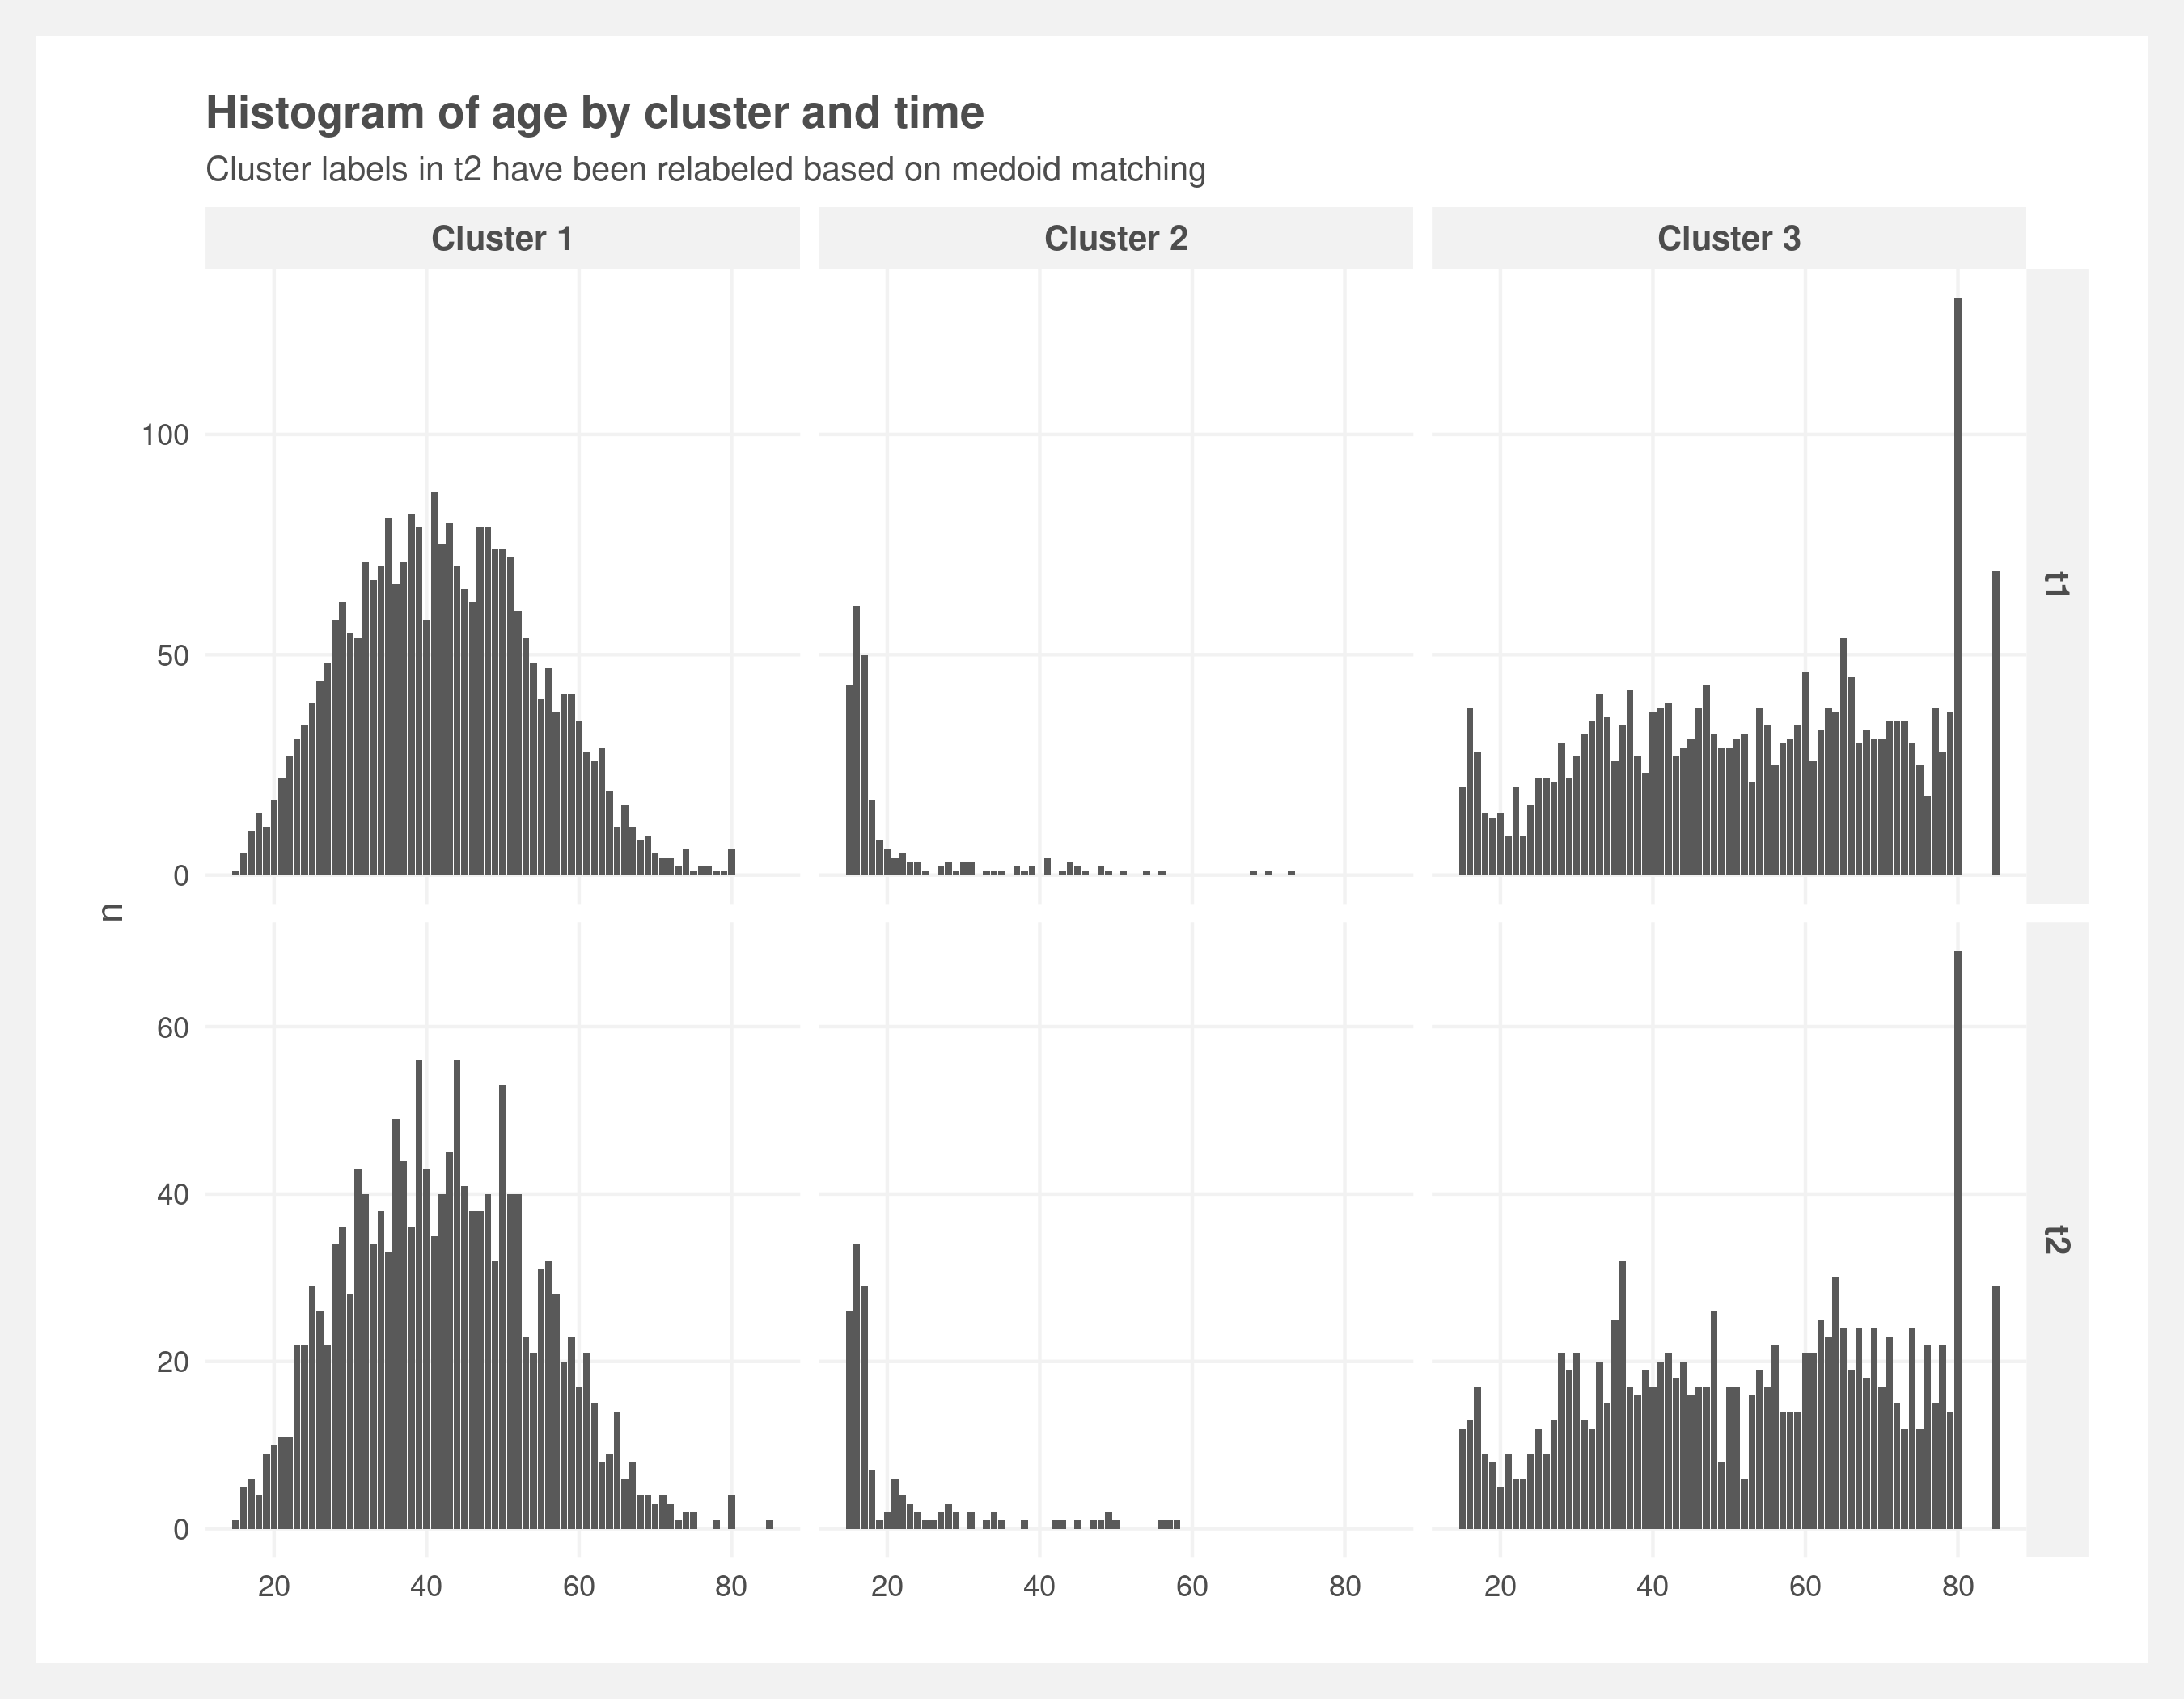 Histogram of age by cluster and time
Cluster labels in t2 have been relabeled based on medoid matching
Cluster 1
Cluster 2
Cluster 3
100
50
0
t1
n
60
40
20
0
t2
20 40 60 80
20 40 60 80
20 40 60 80